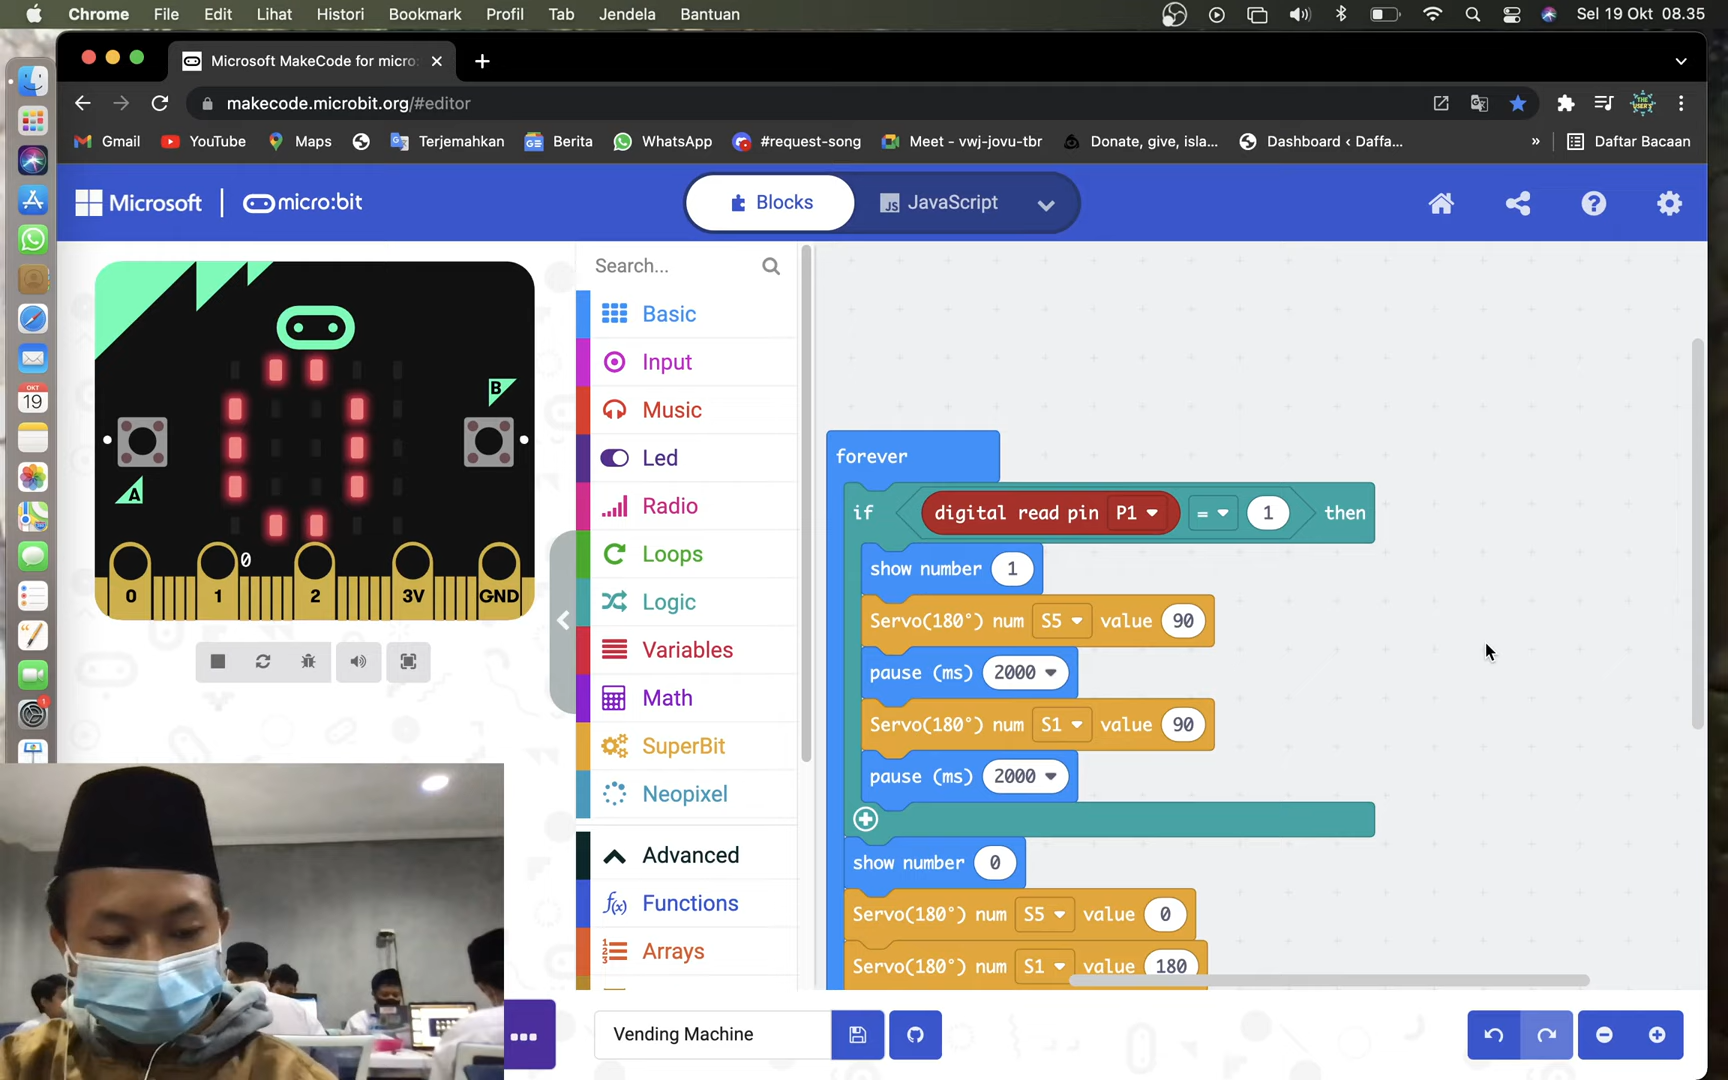 Chrome File Edit Lihat Histori Bookmark Profil Tab Jendela Bantuan Sel 19 Okt 08.35
Microsoft MakeCode for micro:
makecode.microbit.org/#editor
Gmail YouTube Maps Terjemahkan Berita WhatsApp #request-song Meet - vwj-jovu-tbr Donate, give, isla... Dashboard < Daffa... » Daftar Bacaan
Microsoft micro:bit Blocks JavaScript
Search...
Basic
Input
Music
Led
Radio
Loops
Logic
Variables
Math
SuperBit
Neopixel
Advanced
Functions
Arrays
A
B
0
0 1 2 3V GND
OKT
19
1
forever
if digital read pin P1 = 1 then
show number 1
Servo(180°) num S5 value 90
pause (ms) 2000
Servo(180°) num S1 value 90
pause (ms) 2000
show number 0
Servo(180°) num S5 value 0
Servo(180°) num S1 value 180
Vending Machine